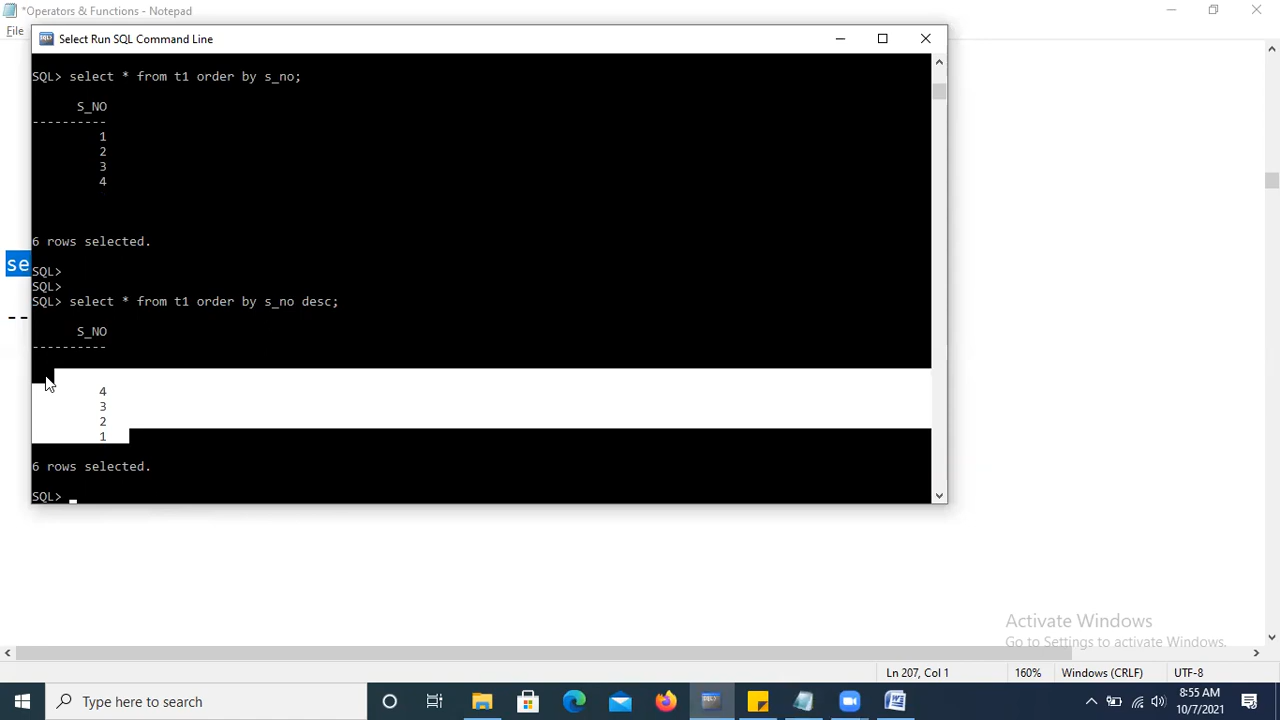 *Operators & Functions - Notepad
File
Select Run SQL Command Line
SQL> select * from t1 order by s_no;
S_NO
----------
1
2
3
4
6 rows selected.
SQL>
SQL>
SQL> select * from t1 order by s_no desc;
S_NO
----------
4
3
2
1
6 rows selected.
SQL>
se
--
Activate Windows
Go to Settings to activate Windows.
Ln 207, Col 1
160%
Windows (CRLF)
UTF-8
Type here to search
8:55 AM
10/7/2021